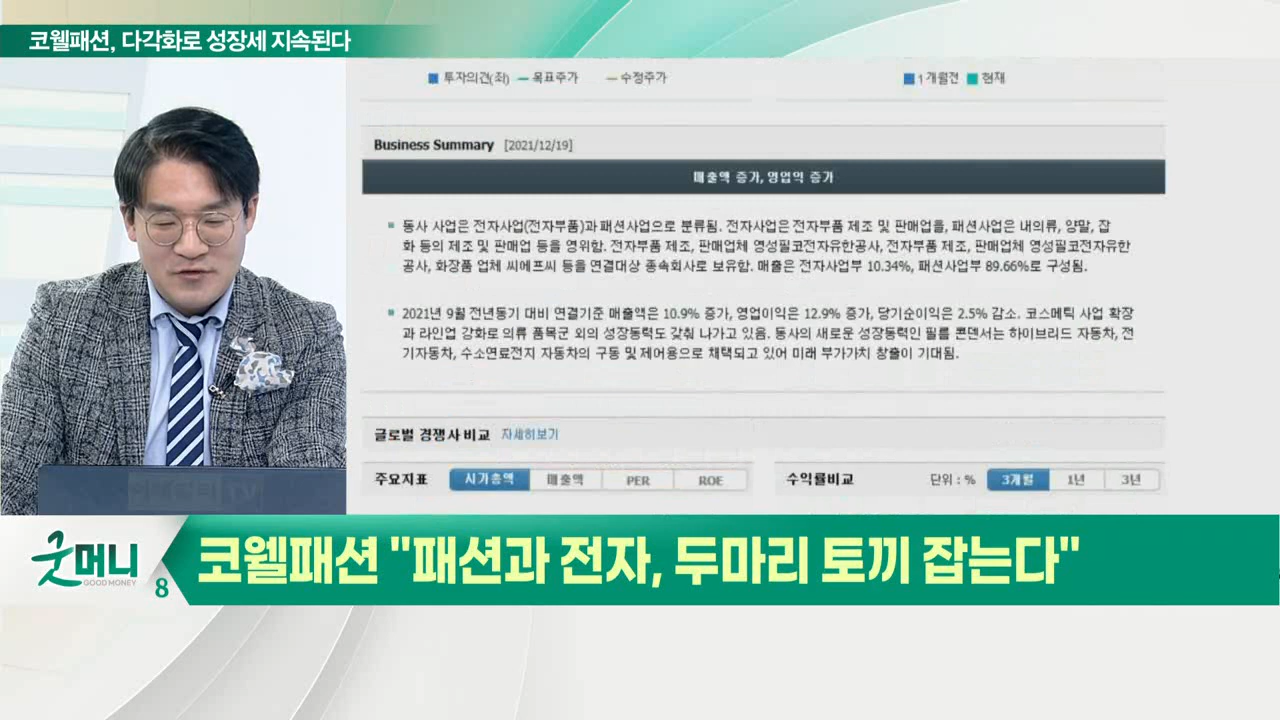 코웰패션, 다각화로 성장세 지속된다
투자의견(좌) 목표주가 수정주가
1개월전 현재
Business Summary [2021/12/19]
매출액 증가, 영업익 증가
동사 사업은 전자사업(전자부품)과 패션사업으로 분류됨. 전자사업은 전자부품 제조 및 판매업을, 패션사업은 내의류, 양말, 잡
화 등의 제조 및 판매업 등을 영위함. 전자부품 제조, 판매업체 영성필코전자유한공사, 전자부품 제조, 판매업체 영성필코전자유한
공사, 화장품 업체 씨에프씨 등을 연결대상 종속회사로 보유함. 매출은 전자사업부 10.34%, 패션사업부 89.66%로 구성됨.
2021년 9월 전년동기 대비 연결기준 매출액은 10.9% 증가, 영업이익은 12.9% 증가, 당기순이익은 2.5% 감소. 코스메틱 사업 확장
과 라인업 강화로 의류 품목군 외의 성장동력도 갖춰 나가고 있음. 동사의 새로운 성장동력인 필름 콘덴서는 하이브리드 자동차, 전
기자동차, 수소연료전지 자동차의 구동 및 제어용으로 채택되고 있어 미래 부가가치 창출이 기대됨.
글로벌 경쟁사 비교 자세히보기
주요지표 시가총액 매출액 PER ROE
수익률비교 단위 : % 3개월 1년 3년
이데일리 TV
굿머니
GOOD MONEY
8
코웰패션 "패션과 전자, 두마리 토끼 잡는다"